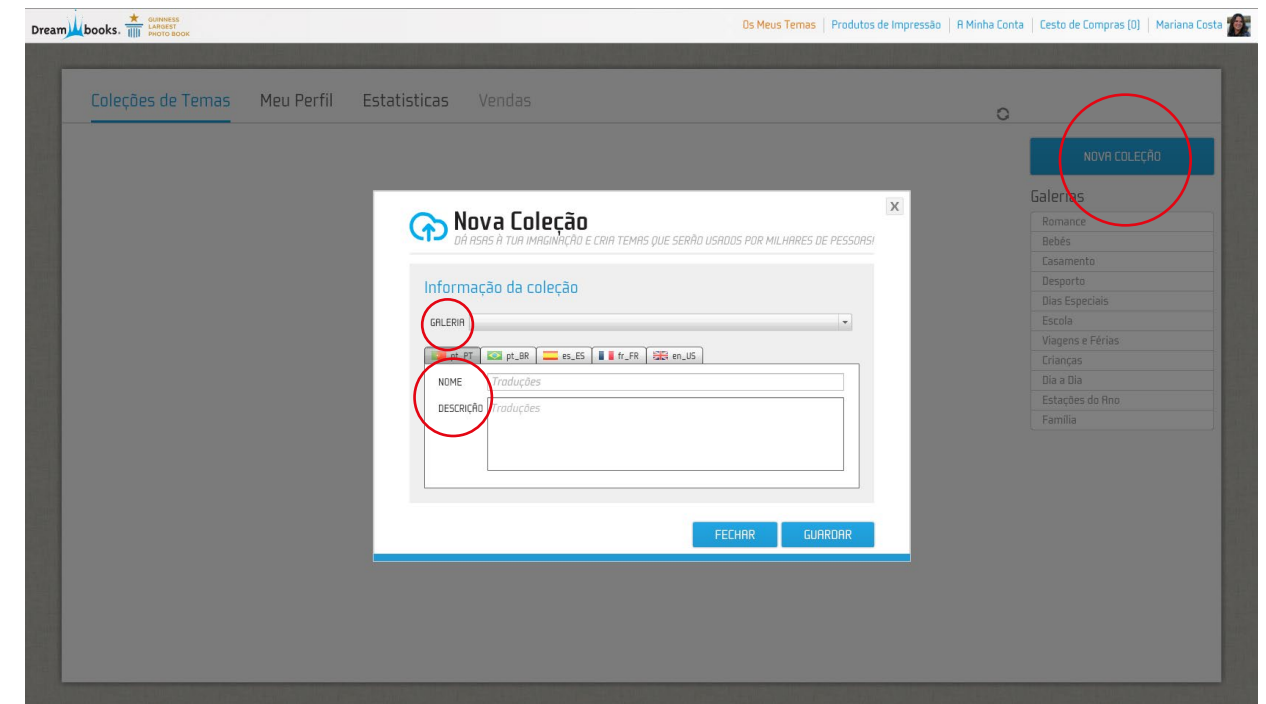 Dreambooks.
GUINNESS
LARGEST
PHOTO BOOK
Os Meus Temas | Produtos de Impressão | A Minha Conta | Cesto de Compras (0) | Mariana Costa
Coleções de Temas Meu Perfil Estatisticas Vendas
NOVA COLEÇÃO
Galerias
Romance
Bebés
Casamento
Desporto
Dias Especiais
Escola
Viagens e Férias
Crianças
Dia a Dia
Estações do Ano
Família
X
Nova Coleção
DÁ ASAS À TUA IMAGINAÇÃO E CRIA TEMAS QUE SERÃO USADOS POR MILHARES DE PESSOAS!
Informação da coleção
GALERIA
pt_PT pt_BR es_ES fr_FR en_US
NOME Traduções
DESCRIÇÃO Traduções
FECHAR GUARDAR